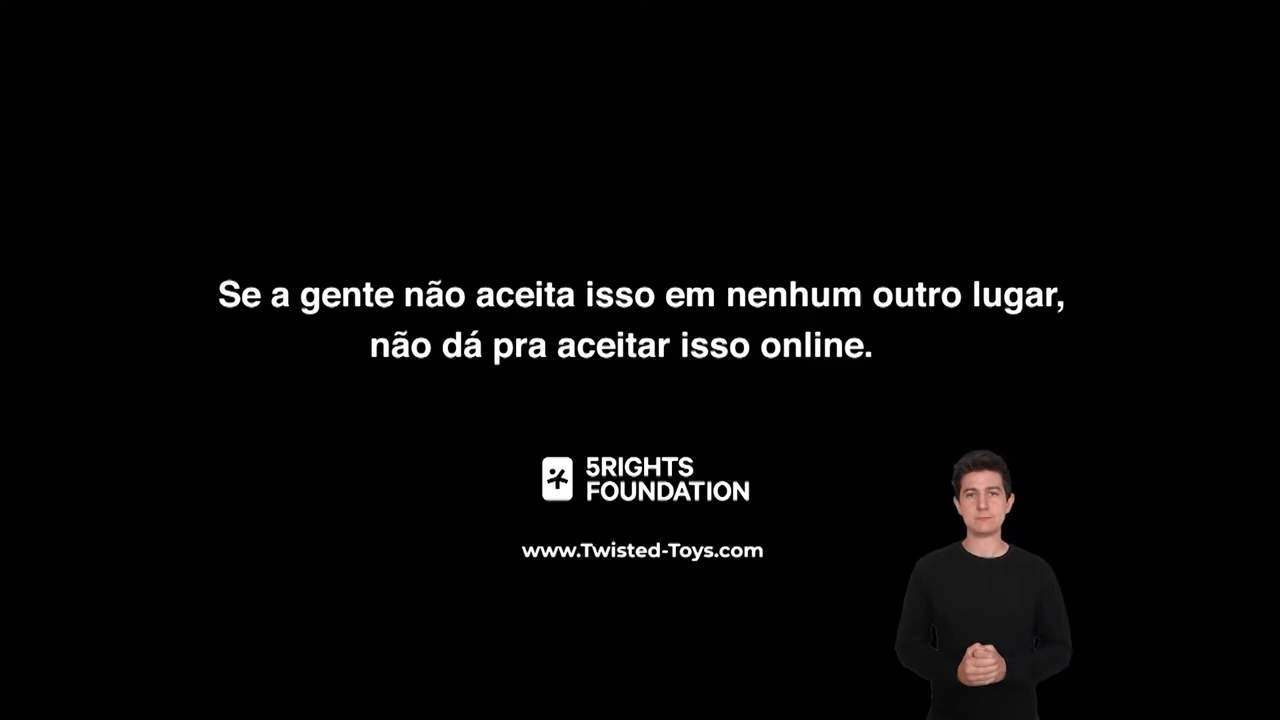 Se a gente não aceita isso em nenhum outro lugar,
não dá pra aceitar isso online.
5RIGHTS
FOUNDATION
www.Twisted-Toys.com